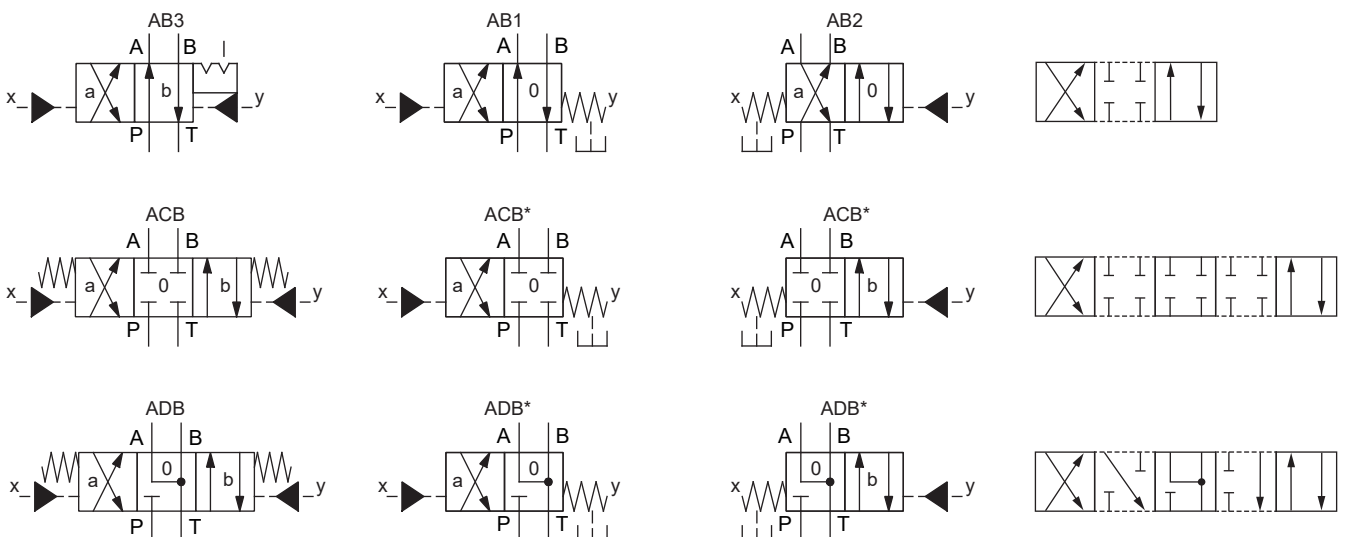 AB3 AB1 AB2
A B A B A B
x a b y x a 0 y x a 0 y
P T P T P T
ACB ACB* ACB*
A B A B A B
x a 0 b y x a 0 y x 0 b y
P T P T P T
ADB ADB* ADB*
A B A B A B
x a 0 b y x a 0 y x 0 b y
P T P T P T